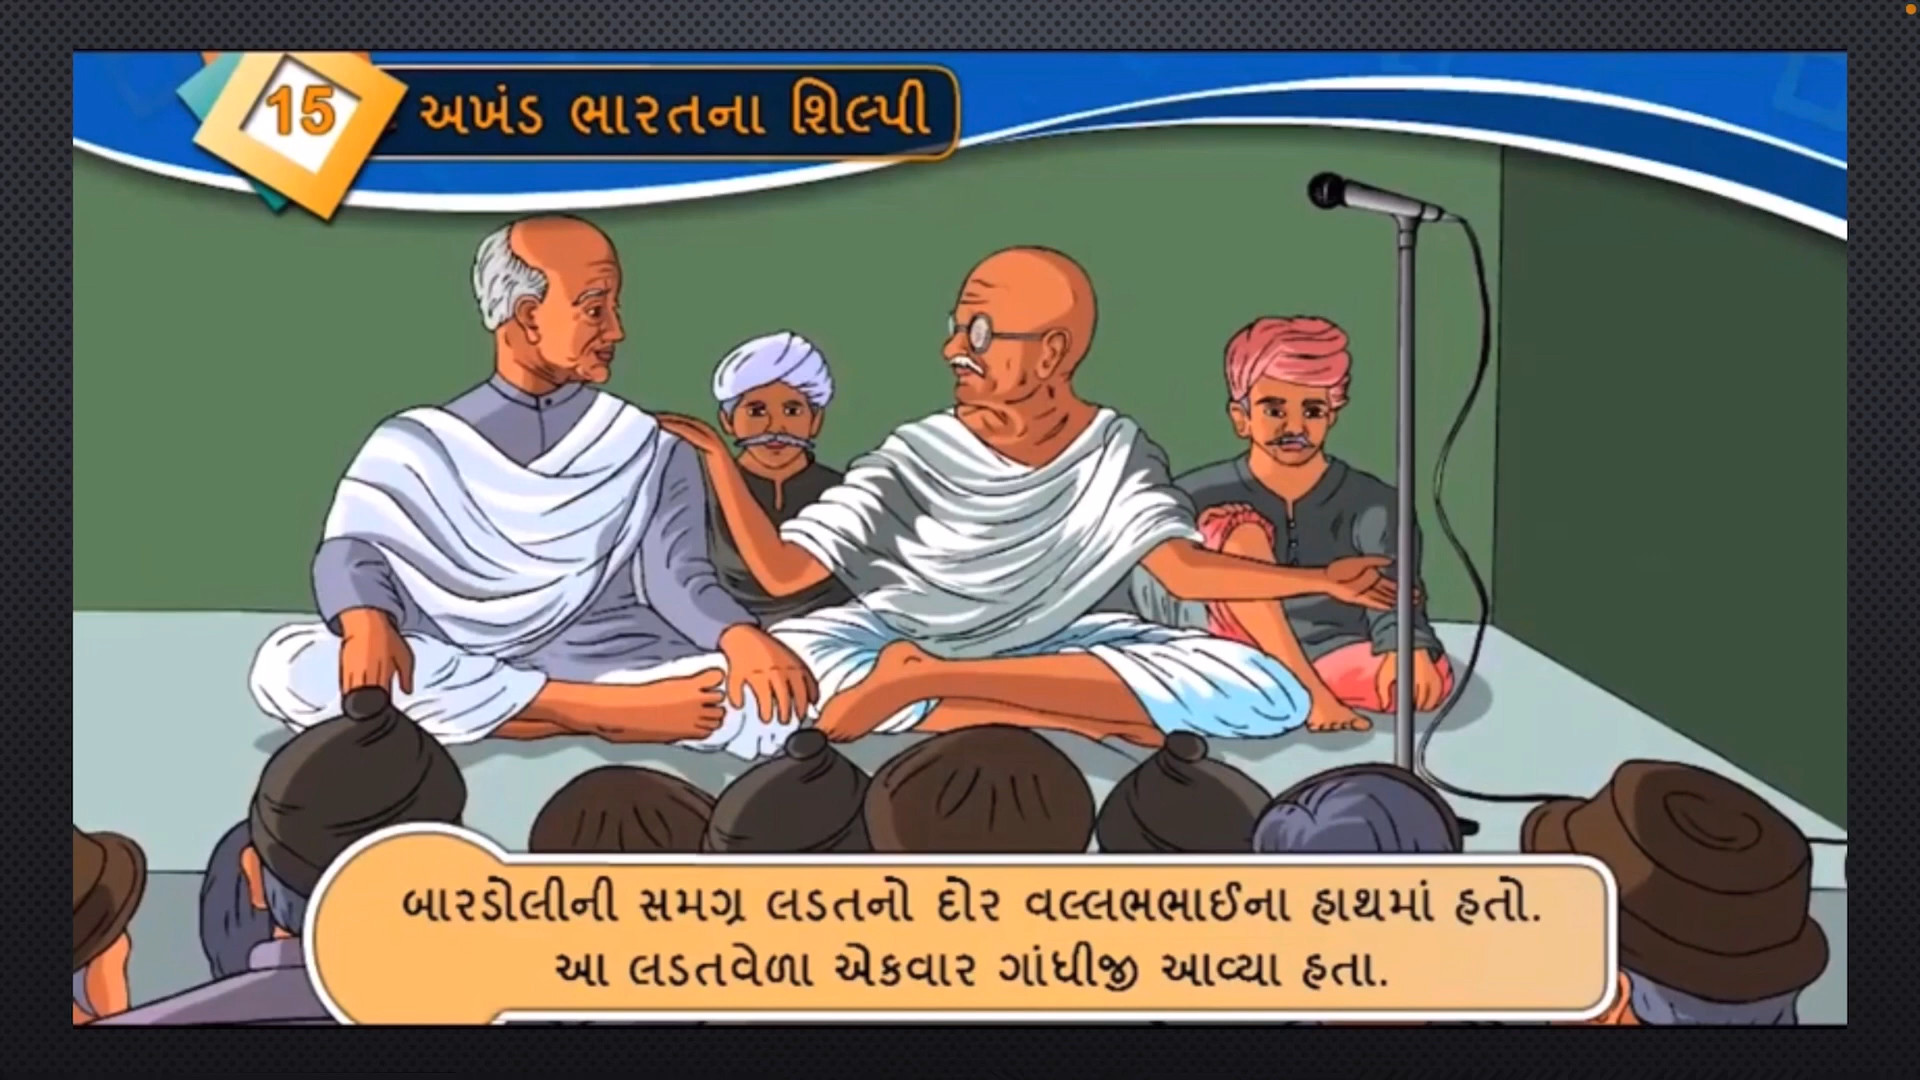 15
અખંડ ભારતના શિલ્પી
બારડોલીની સમગ્ર લડતનો દોર વલ્લભભાઈના હાથમાં હતો.
આ લડતવેળા એકવાર ગાંધીજી આવ્યા હતા.